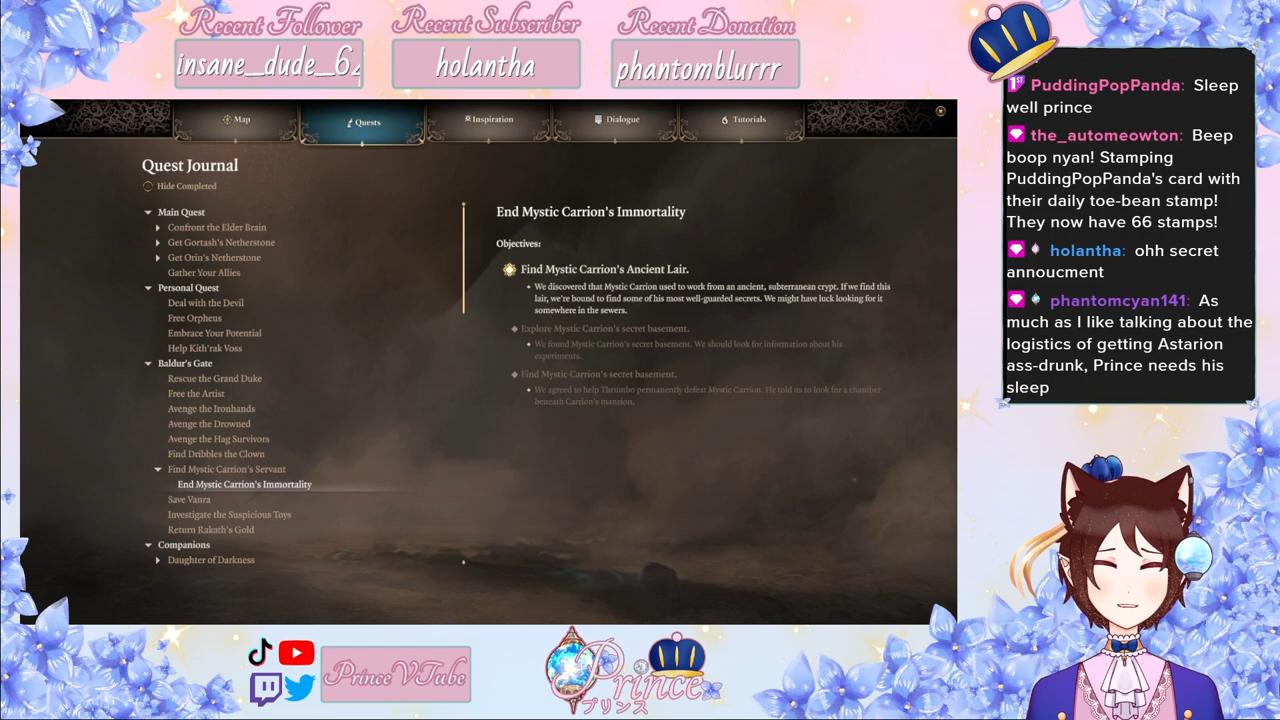 Recent Follower
Recent Subscriber
Recent Donation
insane_dude_64
holantha
phantomblurrr
Map
Quests
Inspiration
Dialogue
Tutorials
Quest Journal
Hide Completed
Main Quest
Confront the Elder Brain
Get Gortash's Netherstone
Get Orin's Netherstone
Gather Your Allies
Personal Quest
Deal with the Devil
Free Orpheus
Embrace Your Potential
Help Kith'rak Voss
Baldur's Gate
Rescue the Grand Duke
Free the Artist
Avenge the Ironhands
Avenge the Drowned
Avenge the Hag Survivors
Find Dribbles the Clown
Find Mystic Carrion's Servant
End Mystic Carrion's Immortality
Save Vanra
Investigate the Suspicious Toys
Return Rakath's Gold
Companions
Daughter of Darkness
End Mystic Carrion's Immortality
Objectives:
Find Mystic Carrion's Ancient Lair.
We discovered that Mystic Carrion used to work from an ancient, subterranean crypt. If we find this
lair, we're bound to find some of his most well-guarded secrets. We might have luck looking for it
somewhere in the sewers.
Explore Mystic Carrion's secret basement.
We found Mystic Carrion's secret basement. We should look for information about his
experiments.
Find Mystic Carrion's secret basement.
We agreed to help Thrumbo permanently defeat Mystic Carrion. He told us to look for a chamber
beneath Carrion's mansion.
1ST PuddingPopPanda: Sleep
well prince
the_automeowton: Beep
boop nyan! Stamping
PuddingPopPanda's card with
their daily toe-bean stamp!
They now have 66 stamps!
holantha: ohh secret
annoucment
phantomcyan141: As
much as I like talking about the
logistics of getting Astarion
ass-drunk, Prince needs his
sleep
Prince VTube
Prince
プリンス